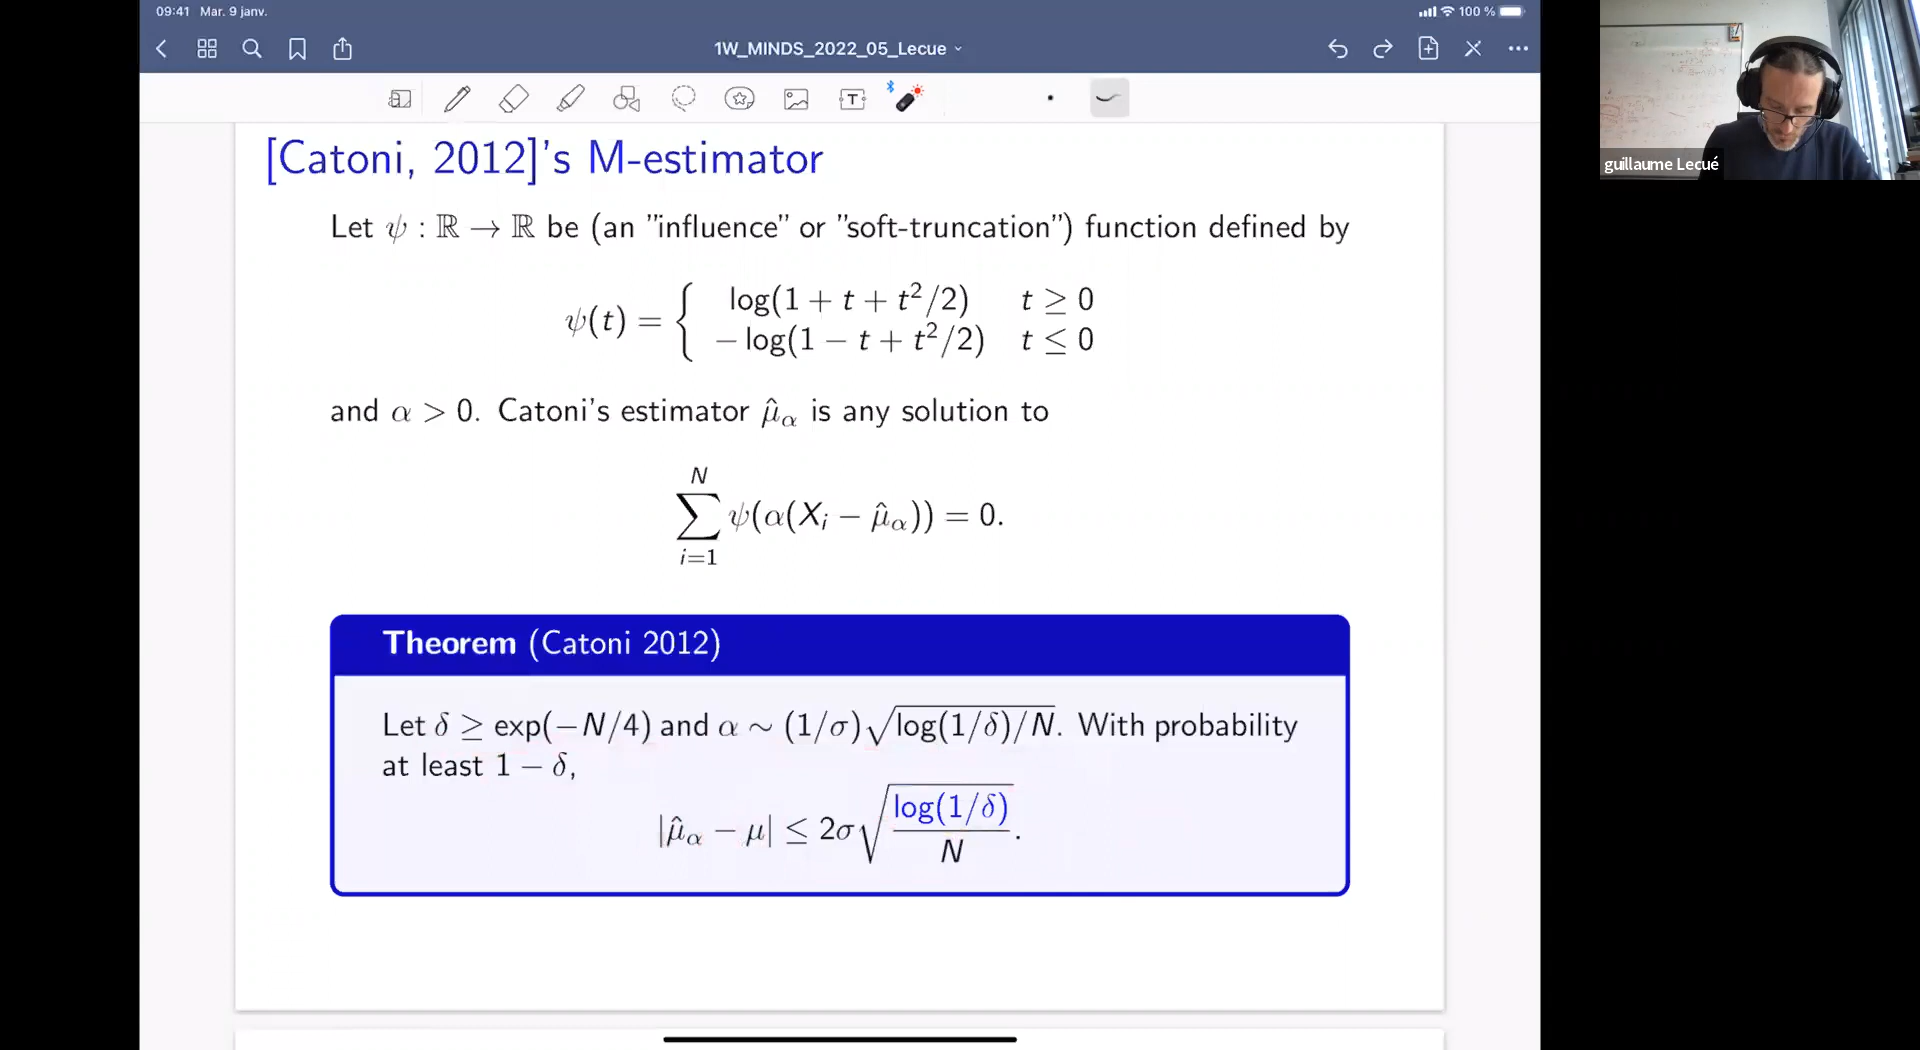 09:41 Mar. 9 janv.
100 %
1W_MINDS_2022_05_Lecue
guillaume Lecué
[Catoni, 2012]'s M-estimator
Let ψ : ℝ → ℝ be (an "influence" or "soft-truncation") function defined by
ψ(t) = { log(1 + t + t²/2) t ≥ 0
− log(1 − t + t²/2) t ≤ 0
and α > 0. Catoni's estimator μ̂_α is any solution to
∑_{i=1}^{N} ψ(α(X_i − μ̂_α)) = 0.
Theorem (Catoni 2012)
Let δ ≥ exp(−N/4) and α ∼ (1/σ)√(log(1/δ)/N). With probability
at least 1 − δ,
|μ̂_α − μ| ≤ 2σ√(log(1/δ)/N).